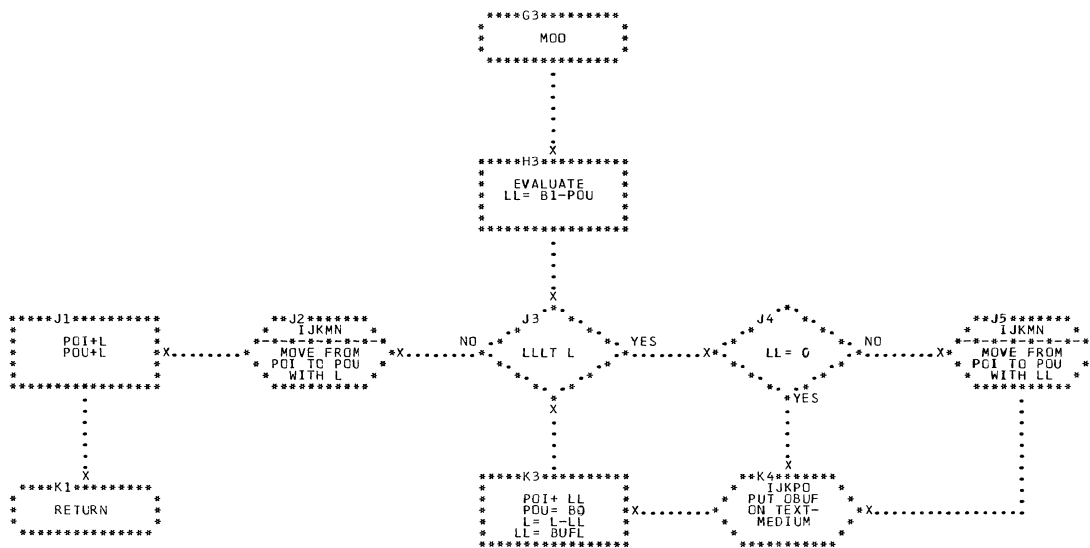 G3
MOD
H3
EVALUATE
LL= B1-POU
J1
POI+L
POU+L
J2
IJKMN
MOVE FROM
POI TO POU
WITH L
NO
J3
LLLT L
YES
J4
LL= 0
NO
YES
J5
IJKMN
MOVE FROM
POI TO POU
WITH LL
K1
RETURN
K3
POI+ LL
POU= B0
L= L-LL
LL= BUFL
K4
IJKPO
PUT OBUF
ON TEXT-
MEDIUM